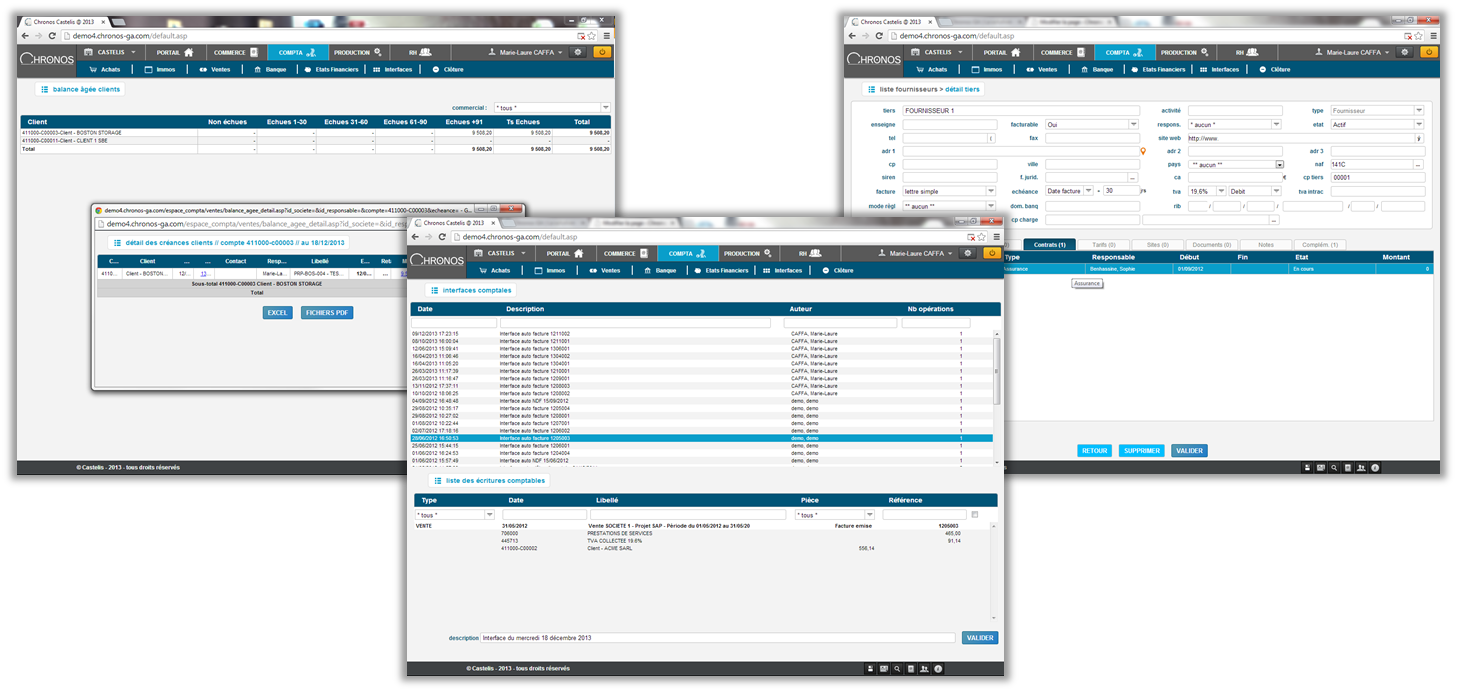 Chronos Castelis @ 2013
demo4.chronos-ga.com/default.asp
CHRONOS
CASTELIS PORTAIL COMMERCE COMPTA PRODUCTION RH Marie-Laure CAFFA
Achats Immos Ventes Banque Etats Financiers Interfaces Clôture
balance âgée clients
commercial : * tous *
Client Non échues Echues 1-30 Echues 31-60 Echues 61-90 Echues +91 Ts Echues Total
411000-C00003-Client - BOSTON STORAGE - - - - 9 508,20 9 508,20 9 508,20
411000-C00011-Client - CLIENT 1 SBE - - - - - - -
Total - - - - 9 508,20 9 508,20 9 508,20
demo4.chronos-ga.com/espace_compta/ventes/balance_agee_detail.asp?id_societe=&id_responsable=&compte=411000-C00003&echeance= - G...
demo4.chronos-ga.com/espace_compta/ventes/balance_agee_detail.asp?id_societe=&id_resp
détail des créances clients // compte 411000-c00003 // au 18/12/2013
C... Client ... ... Contact Resp... Libellé E... Ret.
4110... Client - BOSTON... 12/... 12... Marie-La... PRP-BOS-004 - TES... 12/0... ...
Sous-total 411000-C00003 Client - BOSTON STORAGE
Total
EXCEL FICHIERS PDF
© Castelis - 2013 - tous droits réservés
Chronos Castelis @ 2013
demo4.chronos-ga.com/default.asp
CHRONOS
CASTELIS PORTAIL COMMERCE COMPTA PRODUCTION RH Marie-Laure CAFFA
Achats Immos Ventes Banque Etats Financiers Interfaces Clôture
liste fournisseurs > détail tiers
tiers FOURNISSEUR 1 activité type Fournisseur
enseigne facturable Oui respons. * aucun * etat Actif
tel ( fax site web http://www.
adr 1 adr 2 adr 3
cp ville pays ** aucun ** naf 141C ...
siren f. jurid. ... ca € cp tiers 00001
facture lettre simple echéance Date facture + 30 jrs tva 19,6% Debit tva intrac
mode règl ** aucun ** dom. banq rib / / / /
cp charge ...
Contrats (1) Tarifs (0) Sites (0) Documents (0) Notes Complém. (1)
Type Responsable Début Fin Etat Montant
Assurance Benhassine, Sophie 01/09/2012 En cours 0
Assurance
RETOUR SUPPRIMER VALIDER
Chronos Castelis @ 2013
demo4.chronos-ga.com/default.asp
CHRONOS
CASTELIS PORTAIL COMMERCE COMPTA PRODUCTION RH Marie-Laure CAFFA
Achats Immos Ventes Banque Etats Financiers Interfaces Clôture
interfaces comptales
Date Description Auteur Nb opérations
09/12/2013 17:23:15 Interface auto facture 1211002 CAFFA, Marie-Laure 1
08/10/2013 16:00:04 Interface auto facture 1211001 CAFFA, Marie-Laure 1
12/06/2013 15:09:41 Interface auto facture 1306001 CAFFA, Marie-Laure 1
16/04/2013 11:06:46 Interface auto facture 1304002 CAFFA, Marie-Laure 1
16/04/2013 11:05:20 Interface auto facture 1304001 CAFFA, Marie-Laure 1
26/03/2013 11:17:39 Interface auto facture 1210001 CAFFA, Marie-Laure 1
26/03/2013 11:16:47 Interface auto facture 1209001 CAFFA, Marie-Laure 1
13/11/2012 17:37:11 Interface auto facture 1208003 CAFFA, Marie-Laure 1
10/10/2012 18:06:25 Interface auto facture 1208002 CAFFA, Marie-Laure 1
04/09/2012 16:48:48 Interface auto NDF 15/09/2012 demo, demo 1
29/08/2012 10:35:17 Interface auto facture 1205004 demo, demo 1
29/08/2012 10:27:02 Interface auto facture 1208001 demo, demo 1
01/08/2012 10:22:44 Interface auto facture 1207001 demo, demo 1
02/07/2012 17:18:16 Interface auto facture 1206002 demo, demo 1
28/06/2012 16:50:53 Interface auto facture 1205003 demo, demo 1
25/06/2012 15:44:15 Interface auto facture 1206001 demo, demo 1
01/06/2012 16:24:53 Interface auto facture 1204004 demo, demo 1
01/06/2012 15:57:49 Interface auto NDF 15/06/2012 demo, demo 1
liste des écritures comptables
Type Date Libellé Pièce Référence
* tous * * tous *
VENTE 31/05/2012 Vente SOCIETE 1 - Projet SAP - Période du 01/05/2012 au 31/05/20 Facture emise 1205003
706000 PRESTATIONS DE SERVICES 465,00
445713 TVA COLLECTEE 19.6% 91,14
411000-C00002 Client - ACME SARL 556,14
description Interface du mercredi 18 décembre 2013 VALIDER
© Castelis - 2013 - tous droits réservés